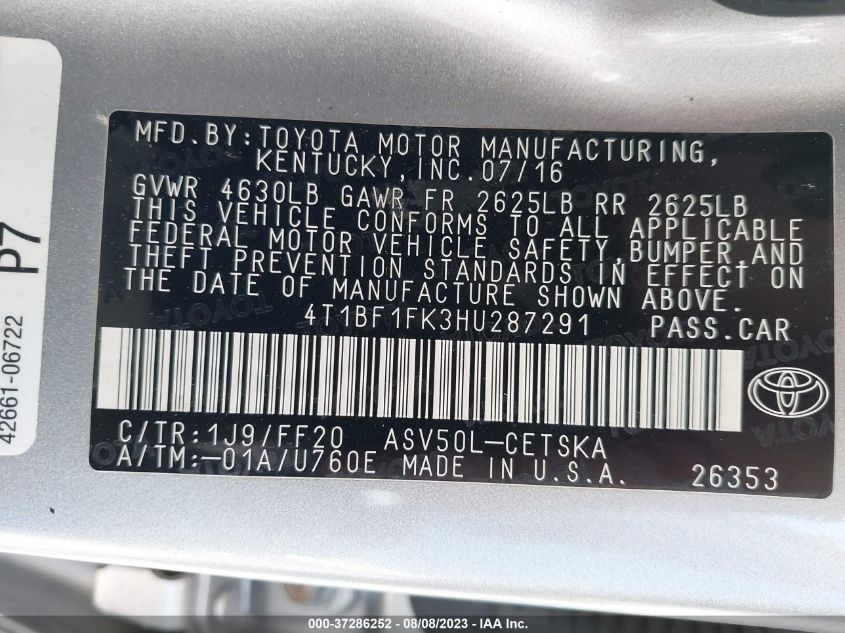 MFD.BY:TOYOTA MOTOR MANUFACTURING,
KENTUCKY,INC.07/16
GVWR 4630LB GAWR FR 2625LB RR 2625LB
THIS VEHICLE CONFORMS TO ALL APPLICABLE
FEDERAL MOTOR VEHICLE SAFETY,BUMPER,AND
THEFT PREVENTION STANDARDS IN EFFECT ON
THE DATE OF MANUFACTURE SHOWN ABOVE.
4T1BF1FK3HU287291 PASS.CAR
C/TR:1J9/FF20 ASV50L-CETSKA
A/TM:-01A/U760E MADE IN U.S.A. 26353
42661-06722 P7
000-37286252 - 08/08/2023 - IAA Inc.